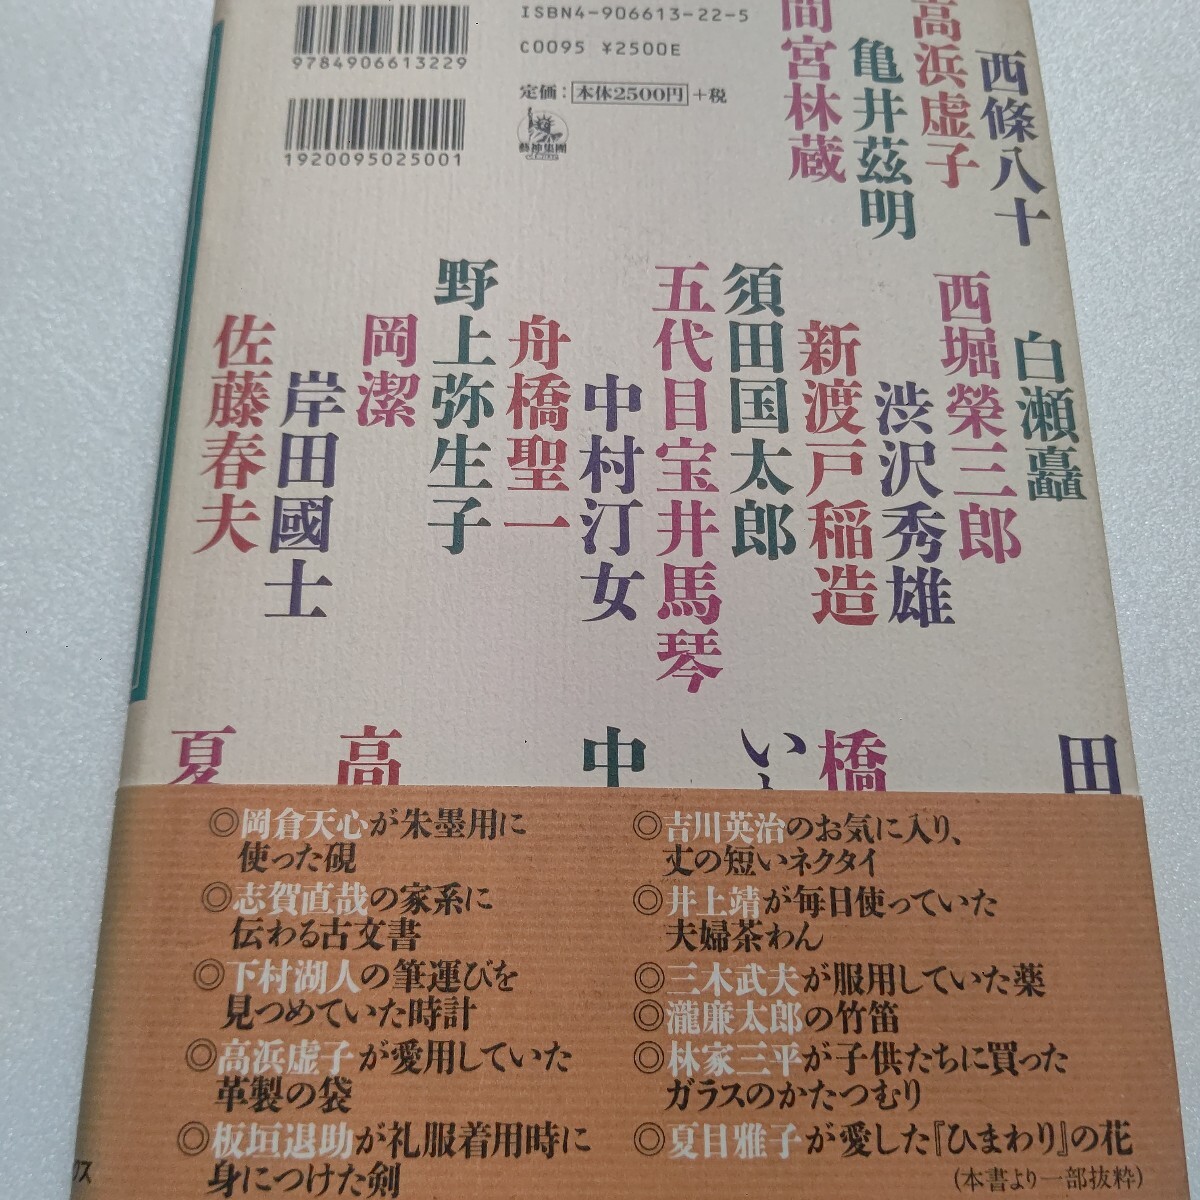 9784906613229
ISBN4-906613-22-5
C0095 ¥2500E
定価：本体2500円+税
1920095025001
藝神集團
西條八十
高浜虚子
亀井茲明
間宮林蔵
白瀬矗
西堀榮三郎
渋沢秀雄
新渡戸稲造
須田国太郎
五代目宝井馬琴
中村汀女
舟橋聖一
野上弥生子
岡潔
岸田國士
佐藤春夫
田
橋
い
中
高
夏
◎岡倉天心が朱墨用に
使った硯
◎志賀直哉の家系に
伝わる古文書
◎下村湖人の筆運びを
見つめていた時計
◎高浜虚子が愛用していた
革製の袋
◎板垣退助が礼服着用時に
身につけた剣
◎吉川英治のお気に入り、
丈の短いネクタイ
◎井上靖が毎日使っていた
夫婦茶わん
◎三木武夫が服用していた薬
◎瀧廉太郎の竹笛
◎林家三平が子供たちに買った
ガラスのかたつむり
◎夏目雅子が愛した『ひまわり』の花
(本書より一部抜粋)
クス